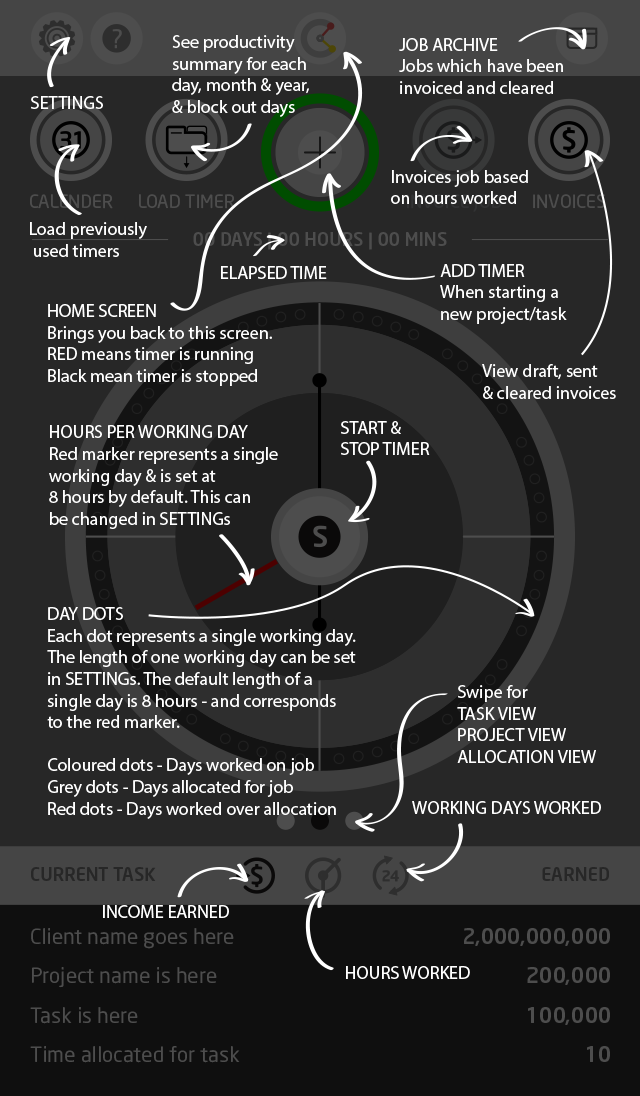 See productivity
summary for each
day, month & year,
& block out days
JOB ARCHIVE
Jobs which have been
invoiced and cleared
?
SETTINGS
31
$
$
CALENDER
LOAD TIMER
INVOICES
Invoices job based
on hours worked
Load previously
used timers
00 DAYS | 00 HOURS | 00 MINS
ELAPSED TIME
ADD TIMER
When starting a
new project/task
HOME SCREEN
Brings you back to this screen.
RED means timer is running
Black mean timer is stopped
View draft, sent
& cleared invoices
HOURS PER WORKING DAY
Red marker represents a single
working day & is set at
8 hours by default. This can
be changed in SETTINGs
START &
STOP TIMER
S
DAY DOTS
Each dot represents a single working day.
The length of one working day can be set
in SETTINGs. The default length of a
single day is 8 hours - and corresponds
to the red marker.
Coloured dots - Days worked on job
Grey dots - Days allocated for job
Red dots - Days worked over allocation
Swipe for
TASK VIEW
PROJECT VIEW
ALLOCATION VIEW
WORKING DAYS WORKED
CURRENT TASK
$
24
EARNED
INCOME EARNED
Client name goes here
2,000,000,000
HOURS WORKED
Project name is here
200,000
Task is here
100,000
Time allocated for task
10